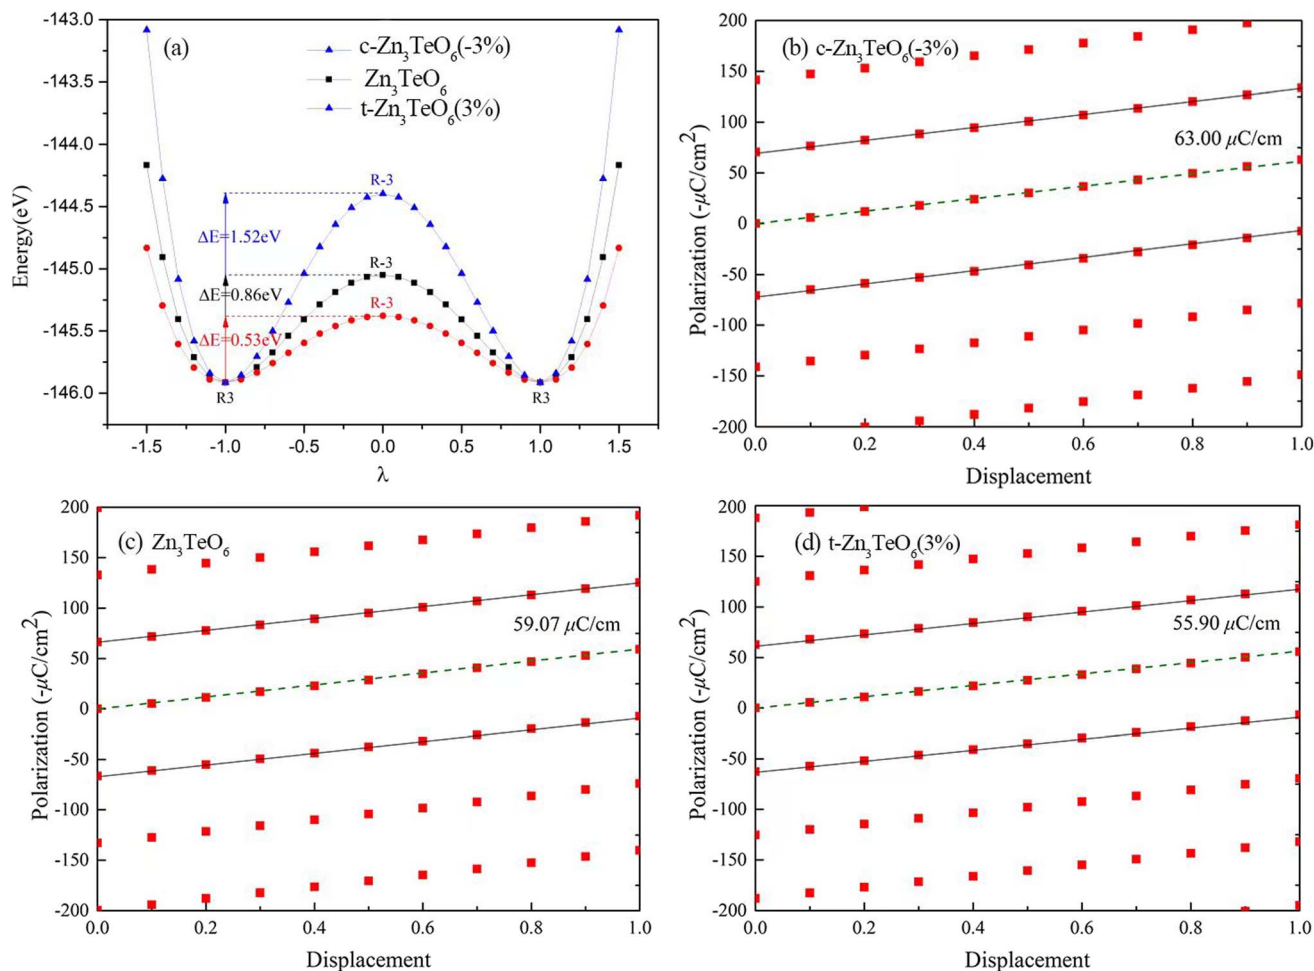 (a)
c-Zn₃TeO₆(-3%)
Zn₃TeO₆
t-Zn₃TeO₆(3%)
R-3
ΔE=1.52eV
R-3
ΔE=0.86eV
R-3
ΔE=0.53eV
R3 R3
-143.0
-143.5
-144.0
-144.5
-145.0
-145.5
-146.0
Energy(eV)
-1.5 -1.0 -0.5 0.0 0.5 1.0 1.5
λ
(b) c-Zn₃TeO₆(-3%)
63.00 μC/cm
200
150
100
50
0
-50
-100
-150
-200
Polarization (-μC/cm²)
0.0 0.2 0.4 0.6 0.8 1.0
Displacement
(c) Zn₃TeO₆
59.07 μC/cm
200
150
100
50
0
-50
-100
-150
-200
Polarization (-μC/cm²)
0.0 0.2 0.4 0.6 0.8 1.0
Displacement
(d) t-Zn₃TeO₆(3%)
55.90 μC/cm
200
150
100
50
0
-50
-100
-150
-200
Polarization (-μC/cm²)
0.0 0.2 0.4 0.6 0.8 1.0
Displacement